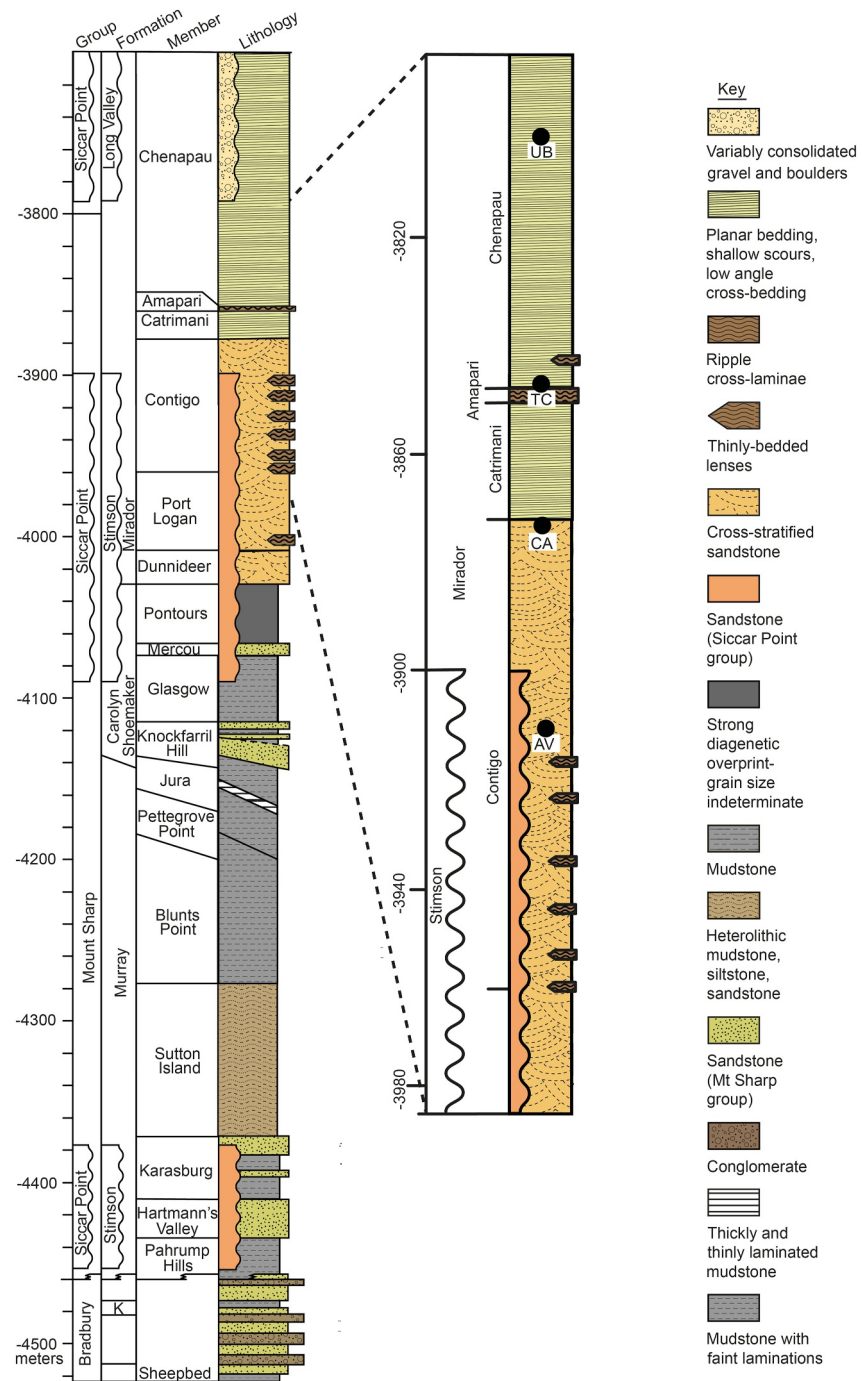 Group
Formation
Member
Lithology
Siccar Point
Long Valley
Chenapau
-3800
Amapari
Catrimani
-3900
Contigo
Siccar Point
Stimson
Mirador
Port
Logan
-4000
Dunnideer
Pontours
Mercou
-4100
Carolyn
Shoemaker
Glasgow
Knockfarril
Hill
Jura
Pettegrove
Point
-4200
Mount Sharp
Murray
Blunts
Point
-4300
Sutton
Island
Karasburg
-4400
Siccar Point
Stimson
Hartmann's
Valley
Pahrump
Hills
Bradbury
K
-4500
meters
Sheepbed
UB
Chenapau
-3820
Amapari
TC
-3860
Catrimani
CA
Mirador
-3900
AV
Contigo
-3940
Stimson
-3980
Key
Variably consolidated
gravel and boulders
Planar bedding,
shallow scours,
low angle
cross-bedding
Ripple
cross-laminae
Thinly-bedded
lenses
Cross-stratified
sandstone
Sandstone
(Siccar Point
group)
Strong
diagenetic
overprint-
grain size
indeterminate
Mudstone
Heterolithic
mudstone,
siltstone,
sandstone
Sandstone
(Mt Sharp
group)
Conglomerate
Thickly and
thinly laminated
mudstone
Mudstone with
faint laminations